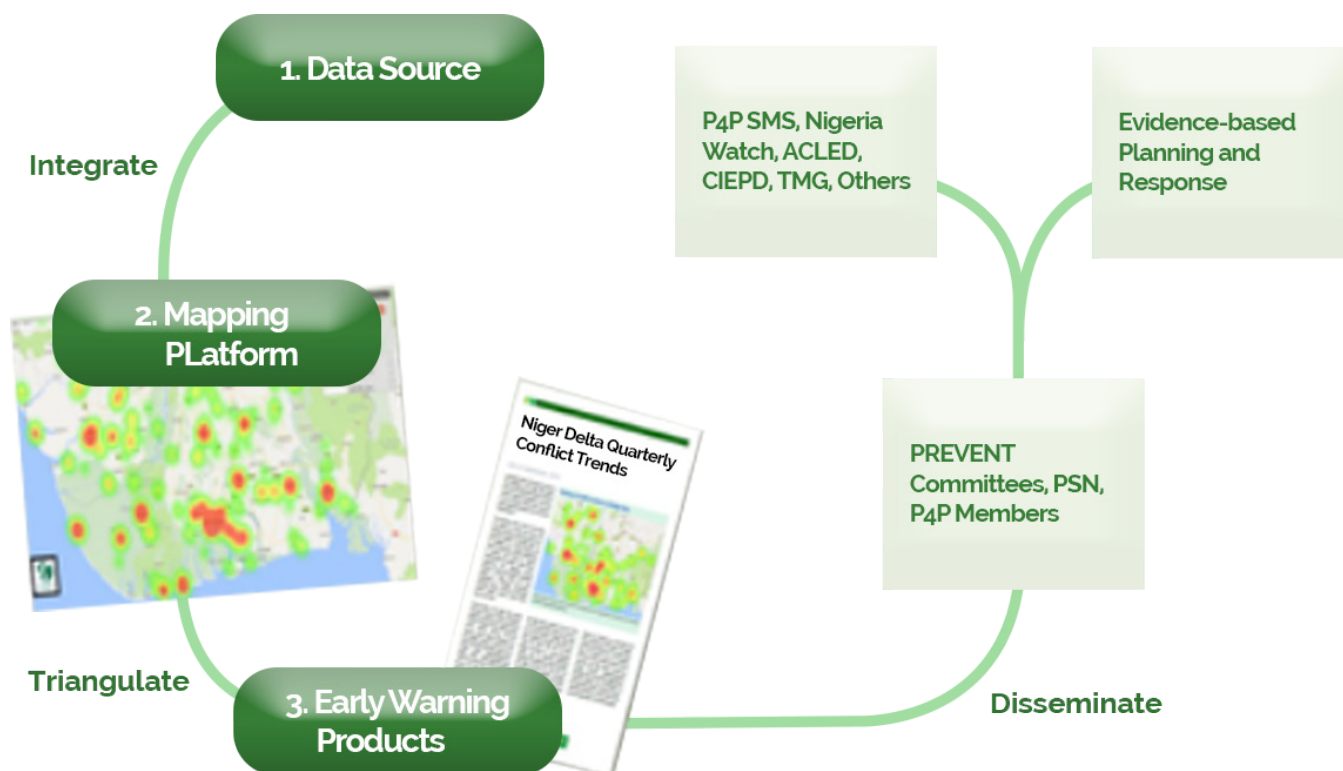 1. Data Source
Integrate
2. Mapping
PLatform
Triangulate
3. Early Warning
Products
Niger Delta Quarterly
Conflict Trends
Disseminate
PREVENT
Committees, PSN,
P4P Members
P4P SMS, Nigeria
Watch, ACLED,
CIEPD, TMG, Others
Evidence-based
Planning and
Response